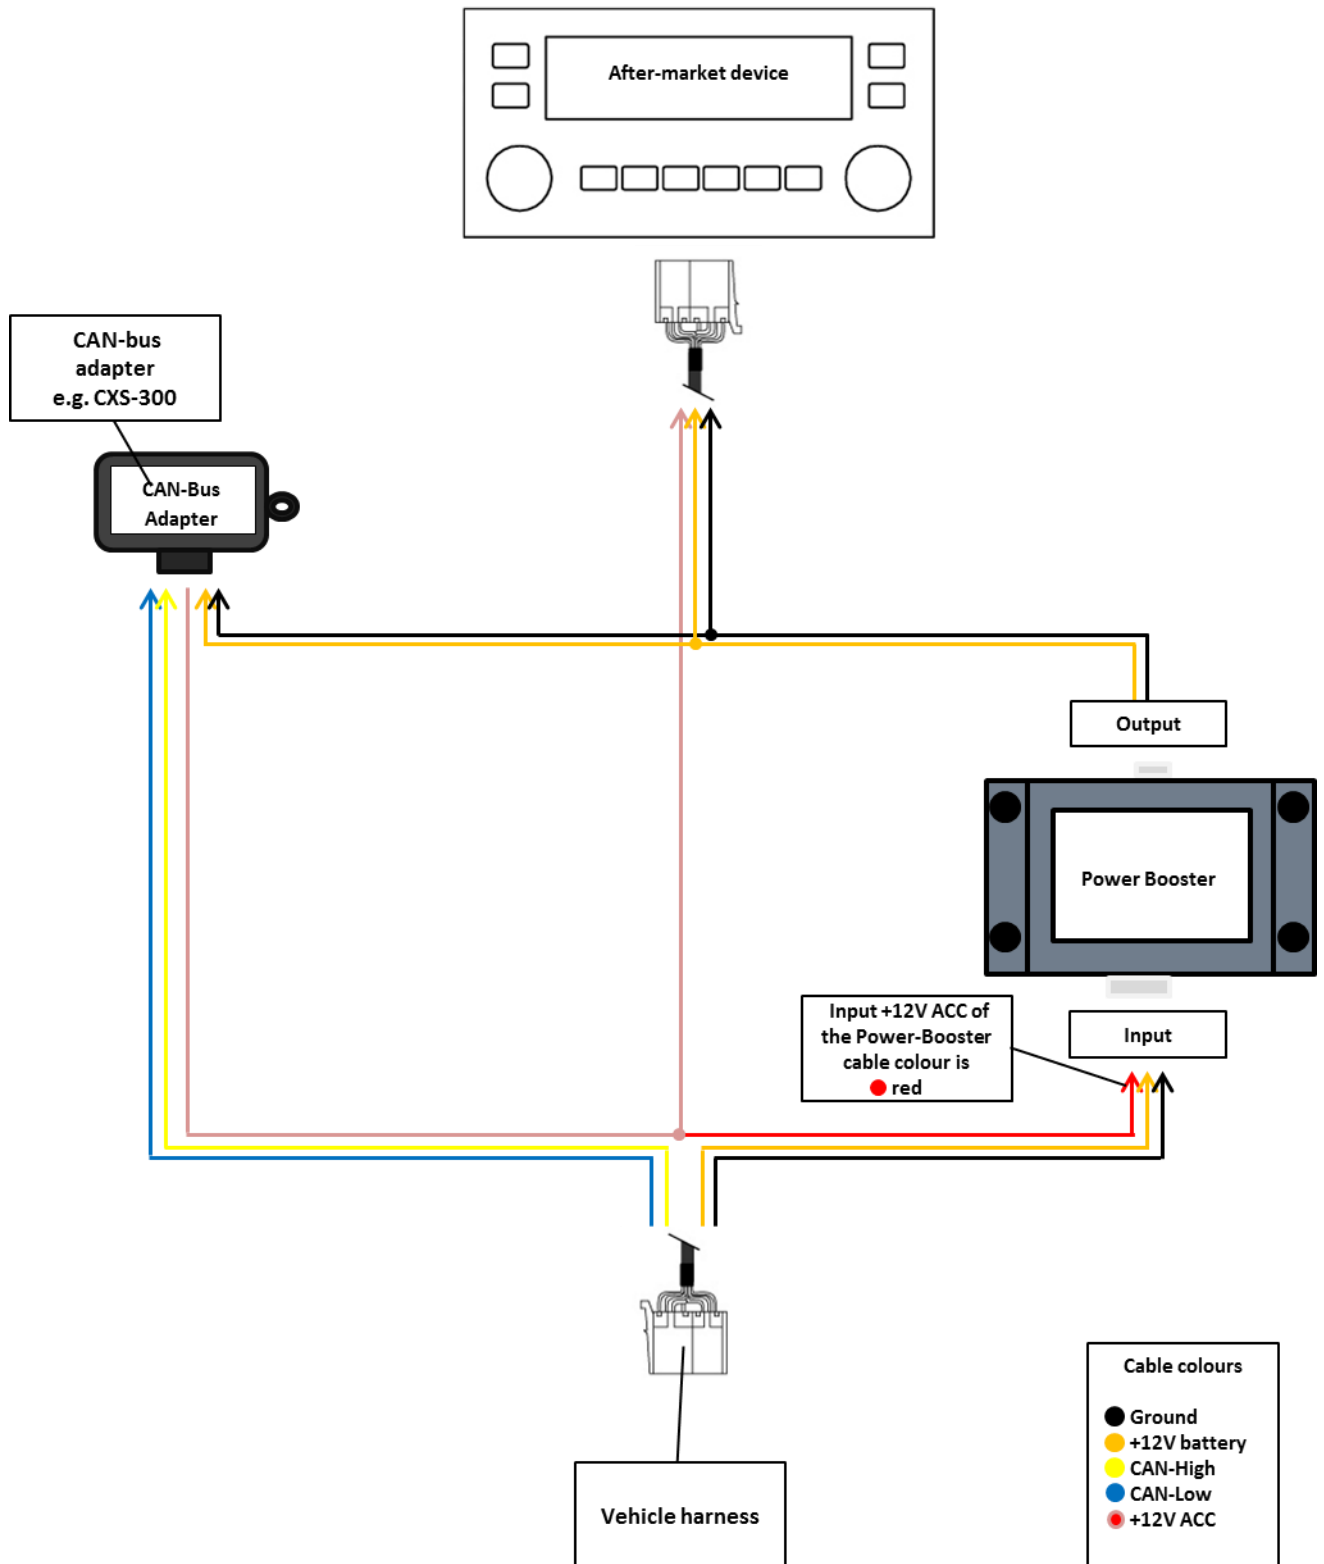 After-market device
CAN-bus
adapter
e.g. CXS-300
CAN-Bus
Adapter
Output
Power Booster
Input +12V ACC of
the Power-Booster
cable colour is
red
Input
Vehicle harness
Cable colours
Ground
+12V battery
CAN-High
CAN-Low
+12V ACC